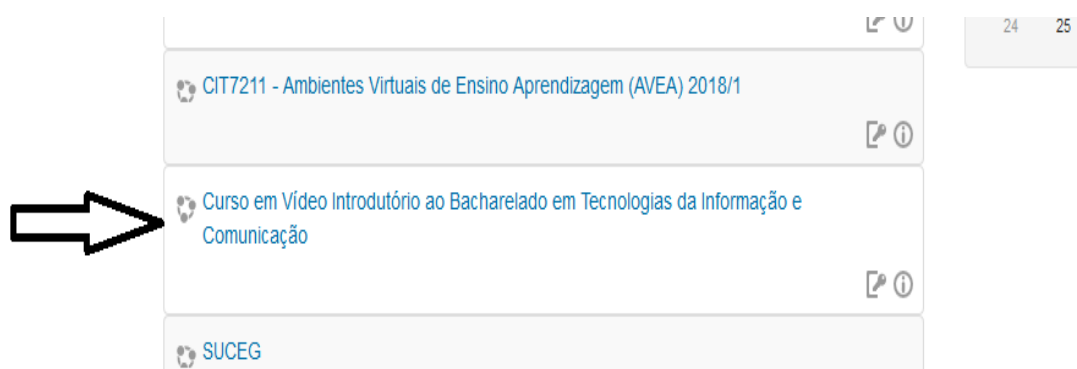 24 25
CIT7211 - Ambientes Virtuais de Ensino Aprendizagem (AVEA) 2018/1
Curso em Vídeo Introdutório ao Bacharelado em Tecnologias da Informação e
Comunicação
SUCEG